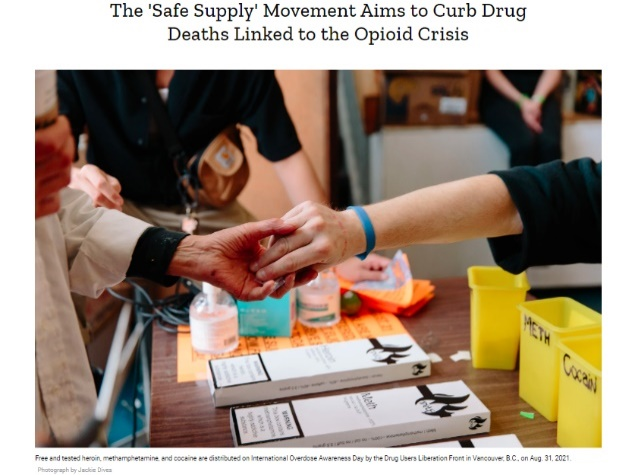 The 'Safe Supply' Movement Aims to Curb Drug
Deaths Linked to the Opioid Crisis
WARNING
WARNING
Meth
METH
COCAIN
Free and tested heroin, methamphetamine, and cocaine are distributed on International Overdose Awareness Day by the Drug Users Liberation Front in Vancouver, B.C., on Aug. 31, 2021.
Photograph by Jackie Dives